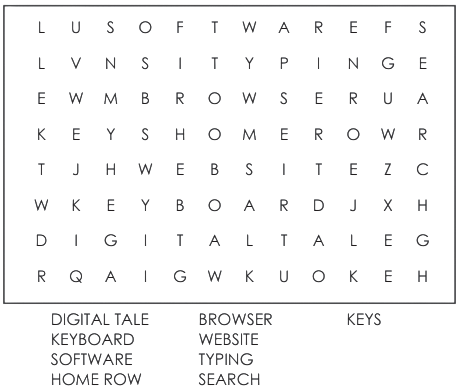 L U S O F T W A R E F S
L V N S I T Y P I N G E
E W M B R O W S E R U A
K E Y S H O M E R O W R
T J H W E B S I T E Z C
W K E Y B O A R D J X H
D I G I T A L T A L E G
R Q A I G W K U O K E H
DIGITAL TALE BROWSER KEYS
KEYBOARD WEBSITE
SOFTWARE TYPING
HOME ROW SEARCH